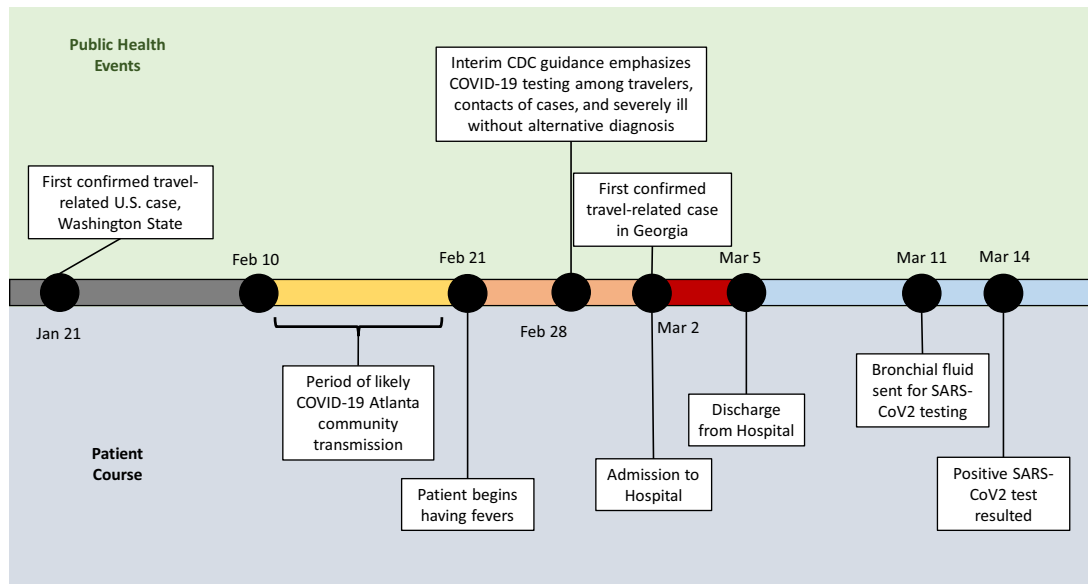 Public Health
Events
Interim CDC guidance emphasizes
COVID-19 testing among travelers,
contacts of cases, and severely ill
without alternative diagnosis
First confirmed travel-
related U.S. case,
Washington State
First confirmed
travel-related case
in Georgia
Feb 10
Feb 21
Mar 5
Mar 11
Mar 14
Jan 21
Feb 28
Mar 2
Period of likely
COVID-19 Atlanta
community
transmission
Bronchial fluid
sent for SARS-
CoV2 testing
Discharge
from Hospital
Patient
Course
Patient begins
having fevers
Admission to
Hospital
Positive SARS-
CoV2 test
resulted